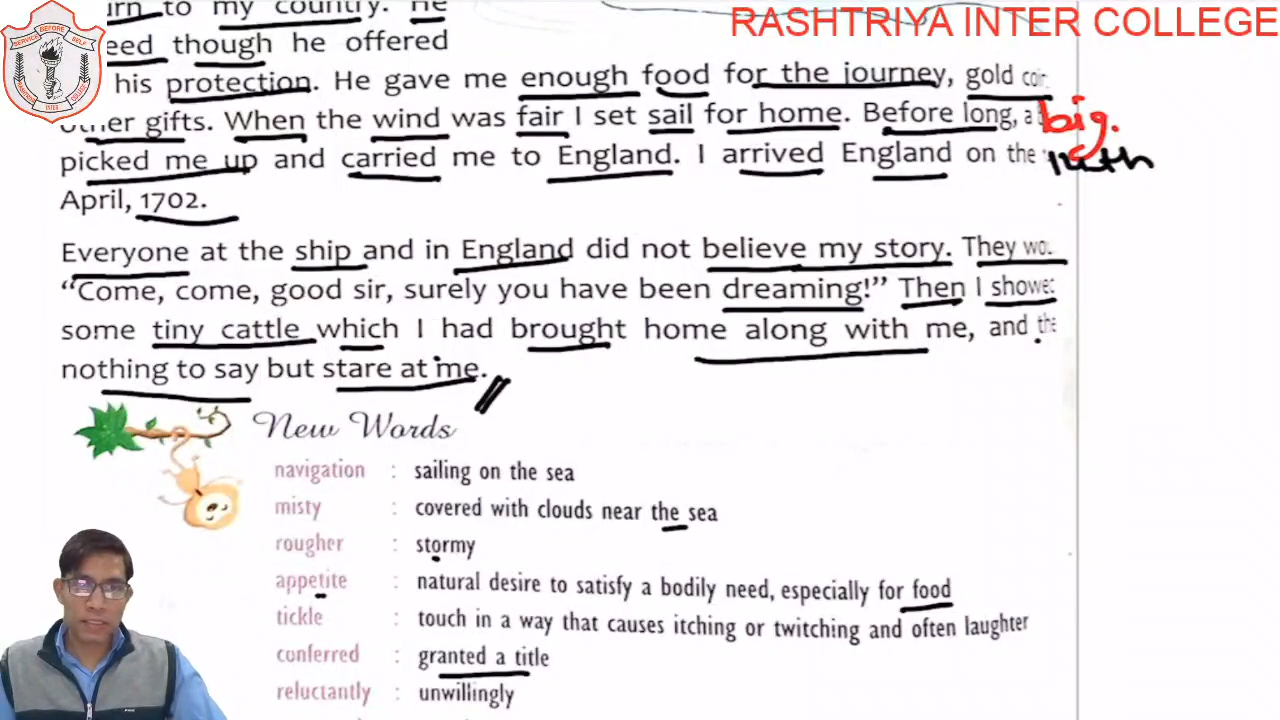 RASHTRIYA INTER COLLEGE
to my country. He
though he offered
his protection. He gave me enough food for the journey, gold
other gifts. When the wind was fair I set sail for home. Before long, a
big.
picked me up and carried me to England. I arrived England on the
April, 1702.
Everyone at the ship and in England did not believe my story. They
“Come, come, good sir, surely you have been dreaming!” Then I
some tiny cattle which I had brought home along with me, and
nothing to say but stare at me.
New Words
navigation : sailing on the sea
misty : covered with clouds near the sea
rougher : stormy
appetite : natural desire to satisfy a bodily need, especially for food
tickle : touch in a way that causes itching or twitching and often laughter
conferred : granted a title
reluctantly : unwillingly